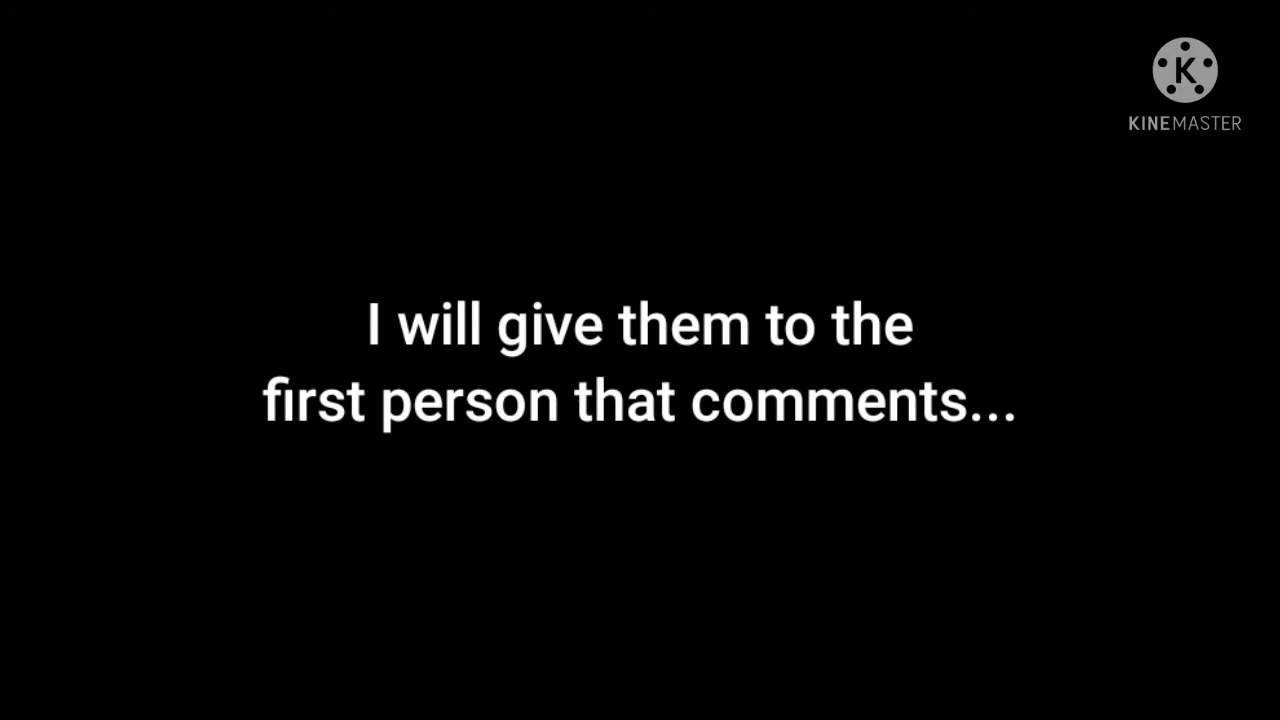 K
KINEMASTER
I will give them to the
first person that comments...